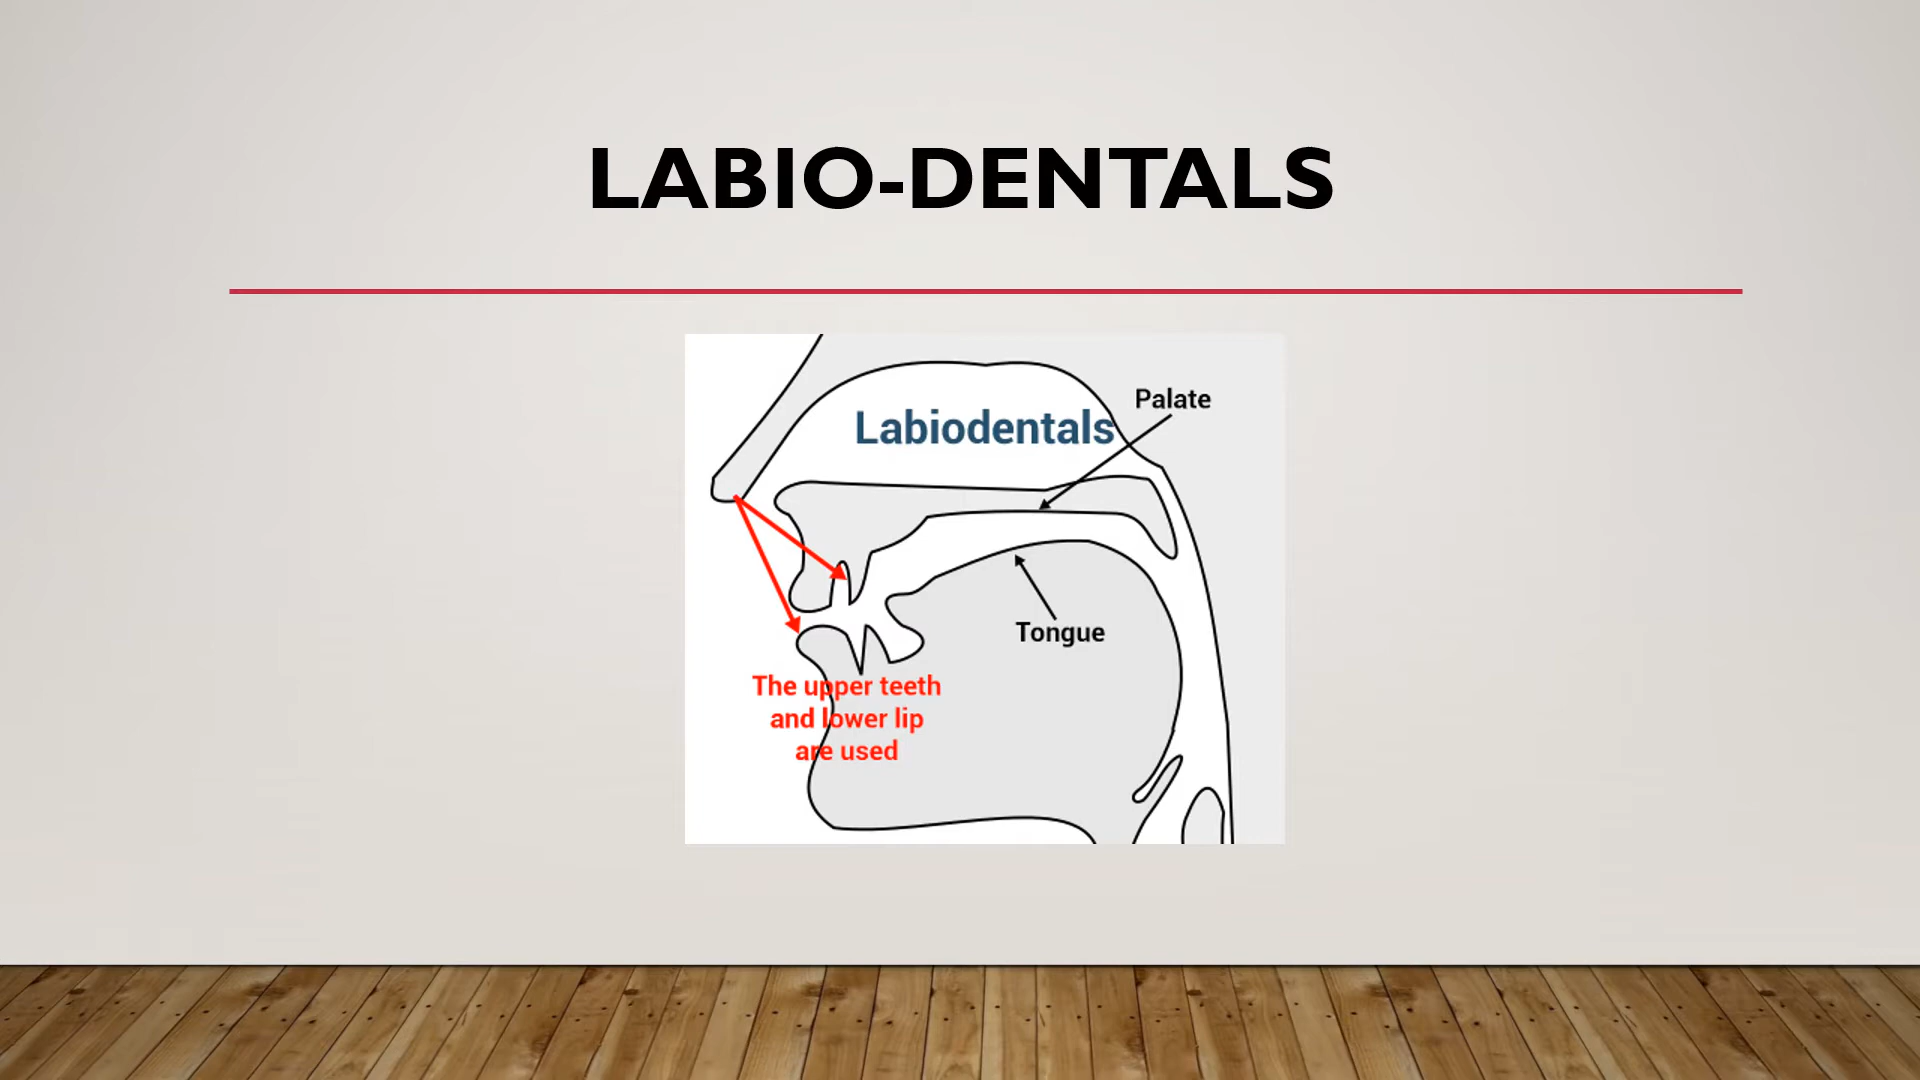 LABIO-DENTALS
Labiodentals
Palate
Tongue
The upper teeth
and lower lip
are used